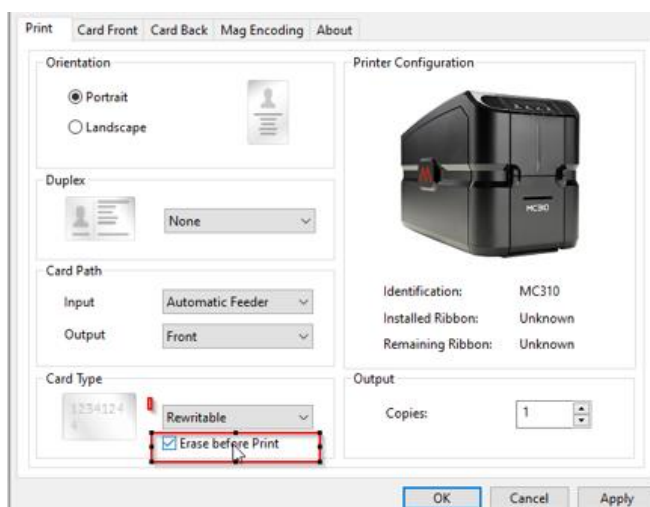 Print Card Front Card Back Mag Encoding About
Orientation
Portrait
Landscape
Duplex
None
Card Path
Input Automatic Feeder
Output Front
Card Type
1234124
Rewritable
Erase before Print
Printer Configuration
M
MC310
Identification: MC310
Installed Ribbon: Unknown
Remaining Ribbon: Unknown
Output
Copies: 1
OK Cancel Apply